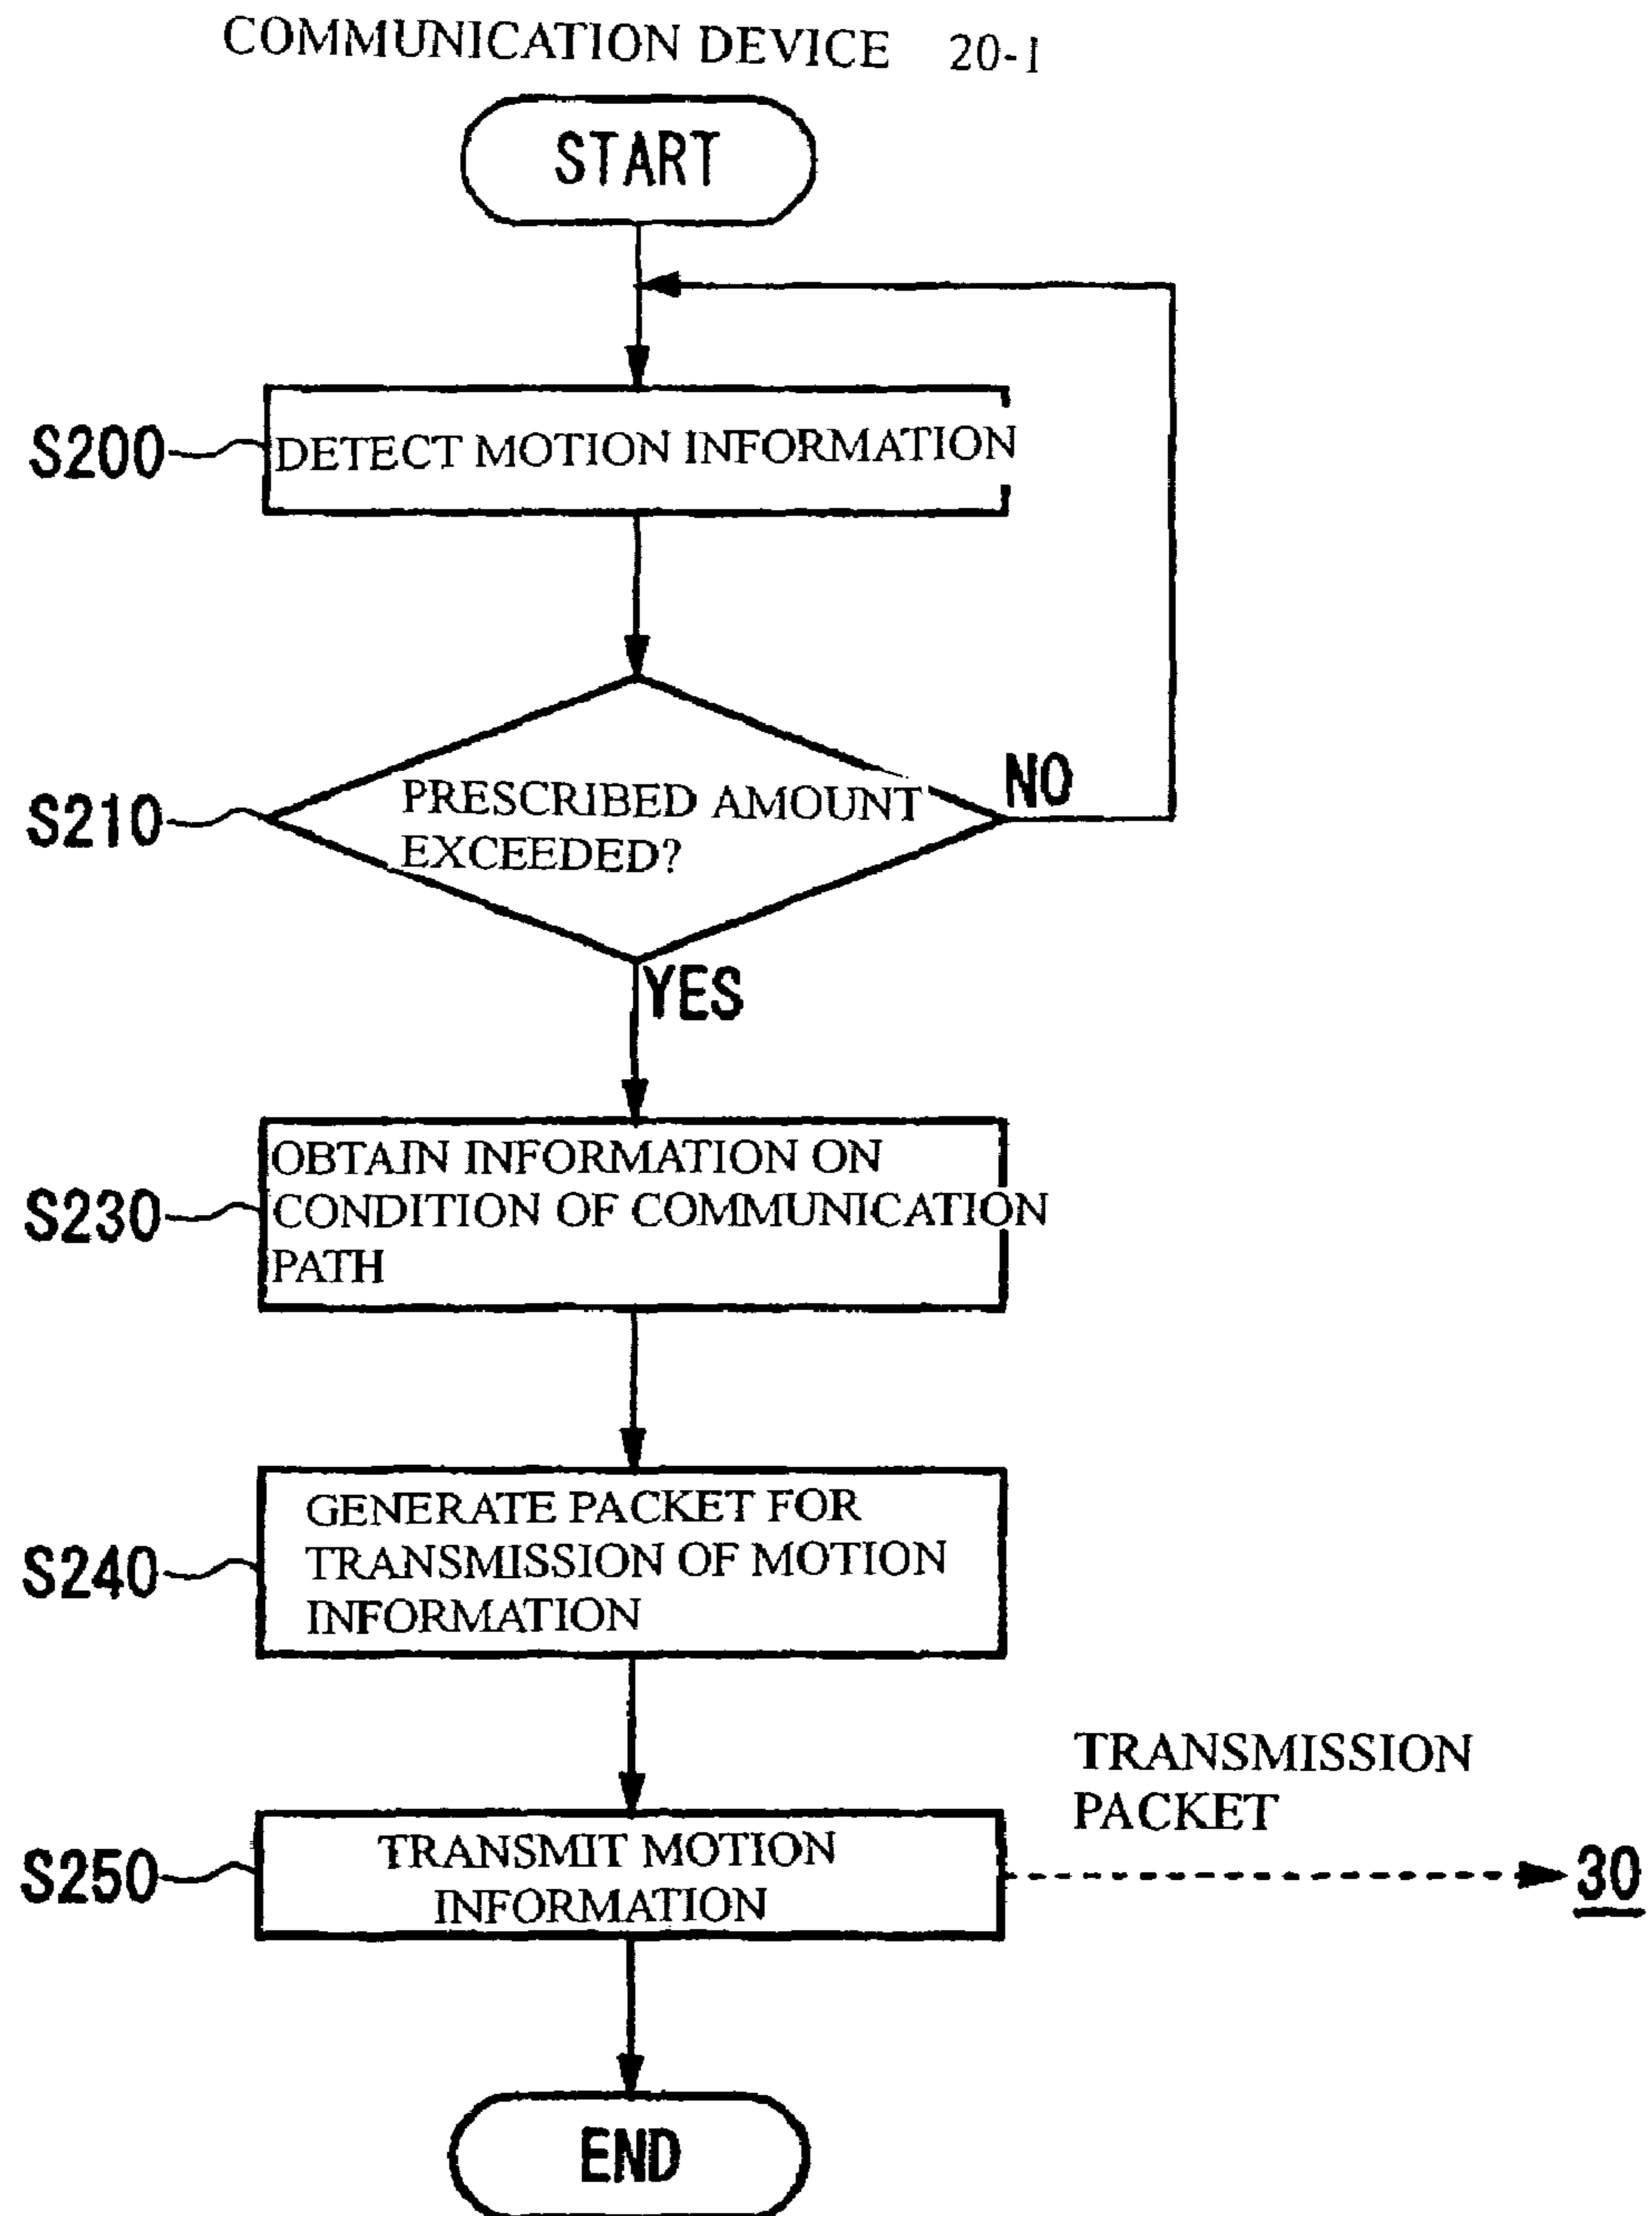 COMMUNICATION DEVICE 20-1
START
S200
DETECT MOTION INFORMATION
S210
PRESCRIBED AMOUNT
EXCEEDED?
NO
YES
S230
OBTAIN INFORMATION ON
CONDITION OF COMMUNICATION
PATH
S240
GENERATE PACKET FOR
TRANSMISSION OF MOTION
INFORMATION
S250
TRANSMIT MOTION
INFORMATION
TRANSMISSION
PACKET
30
END